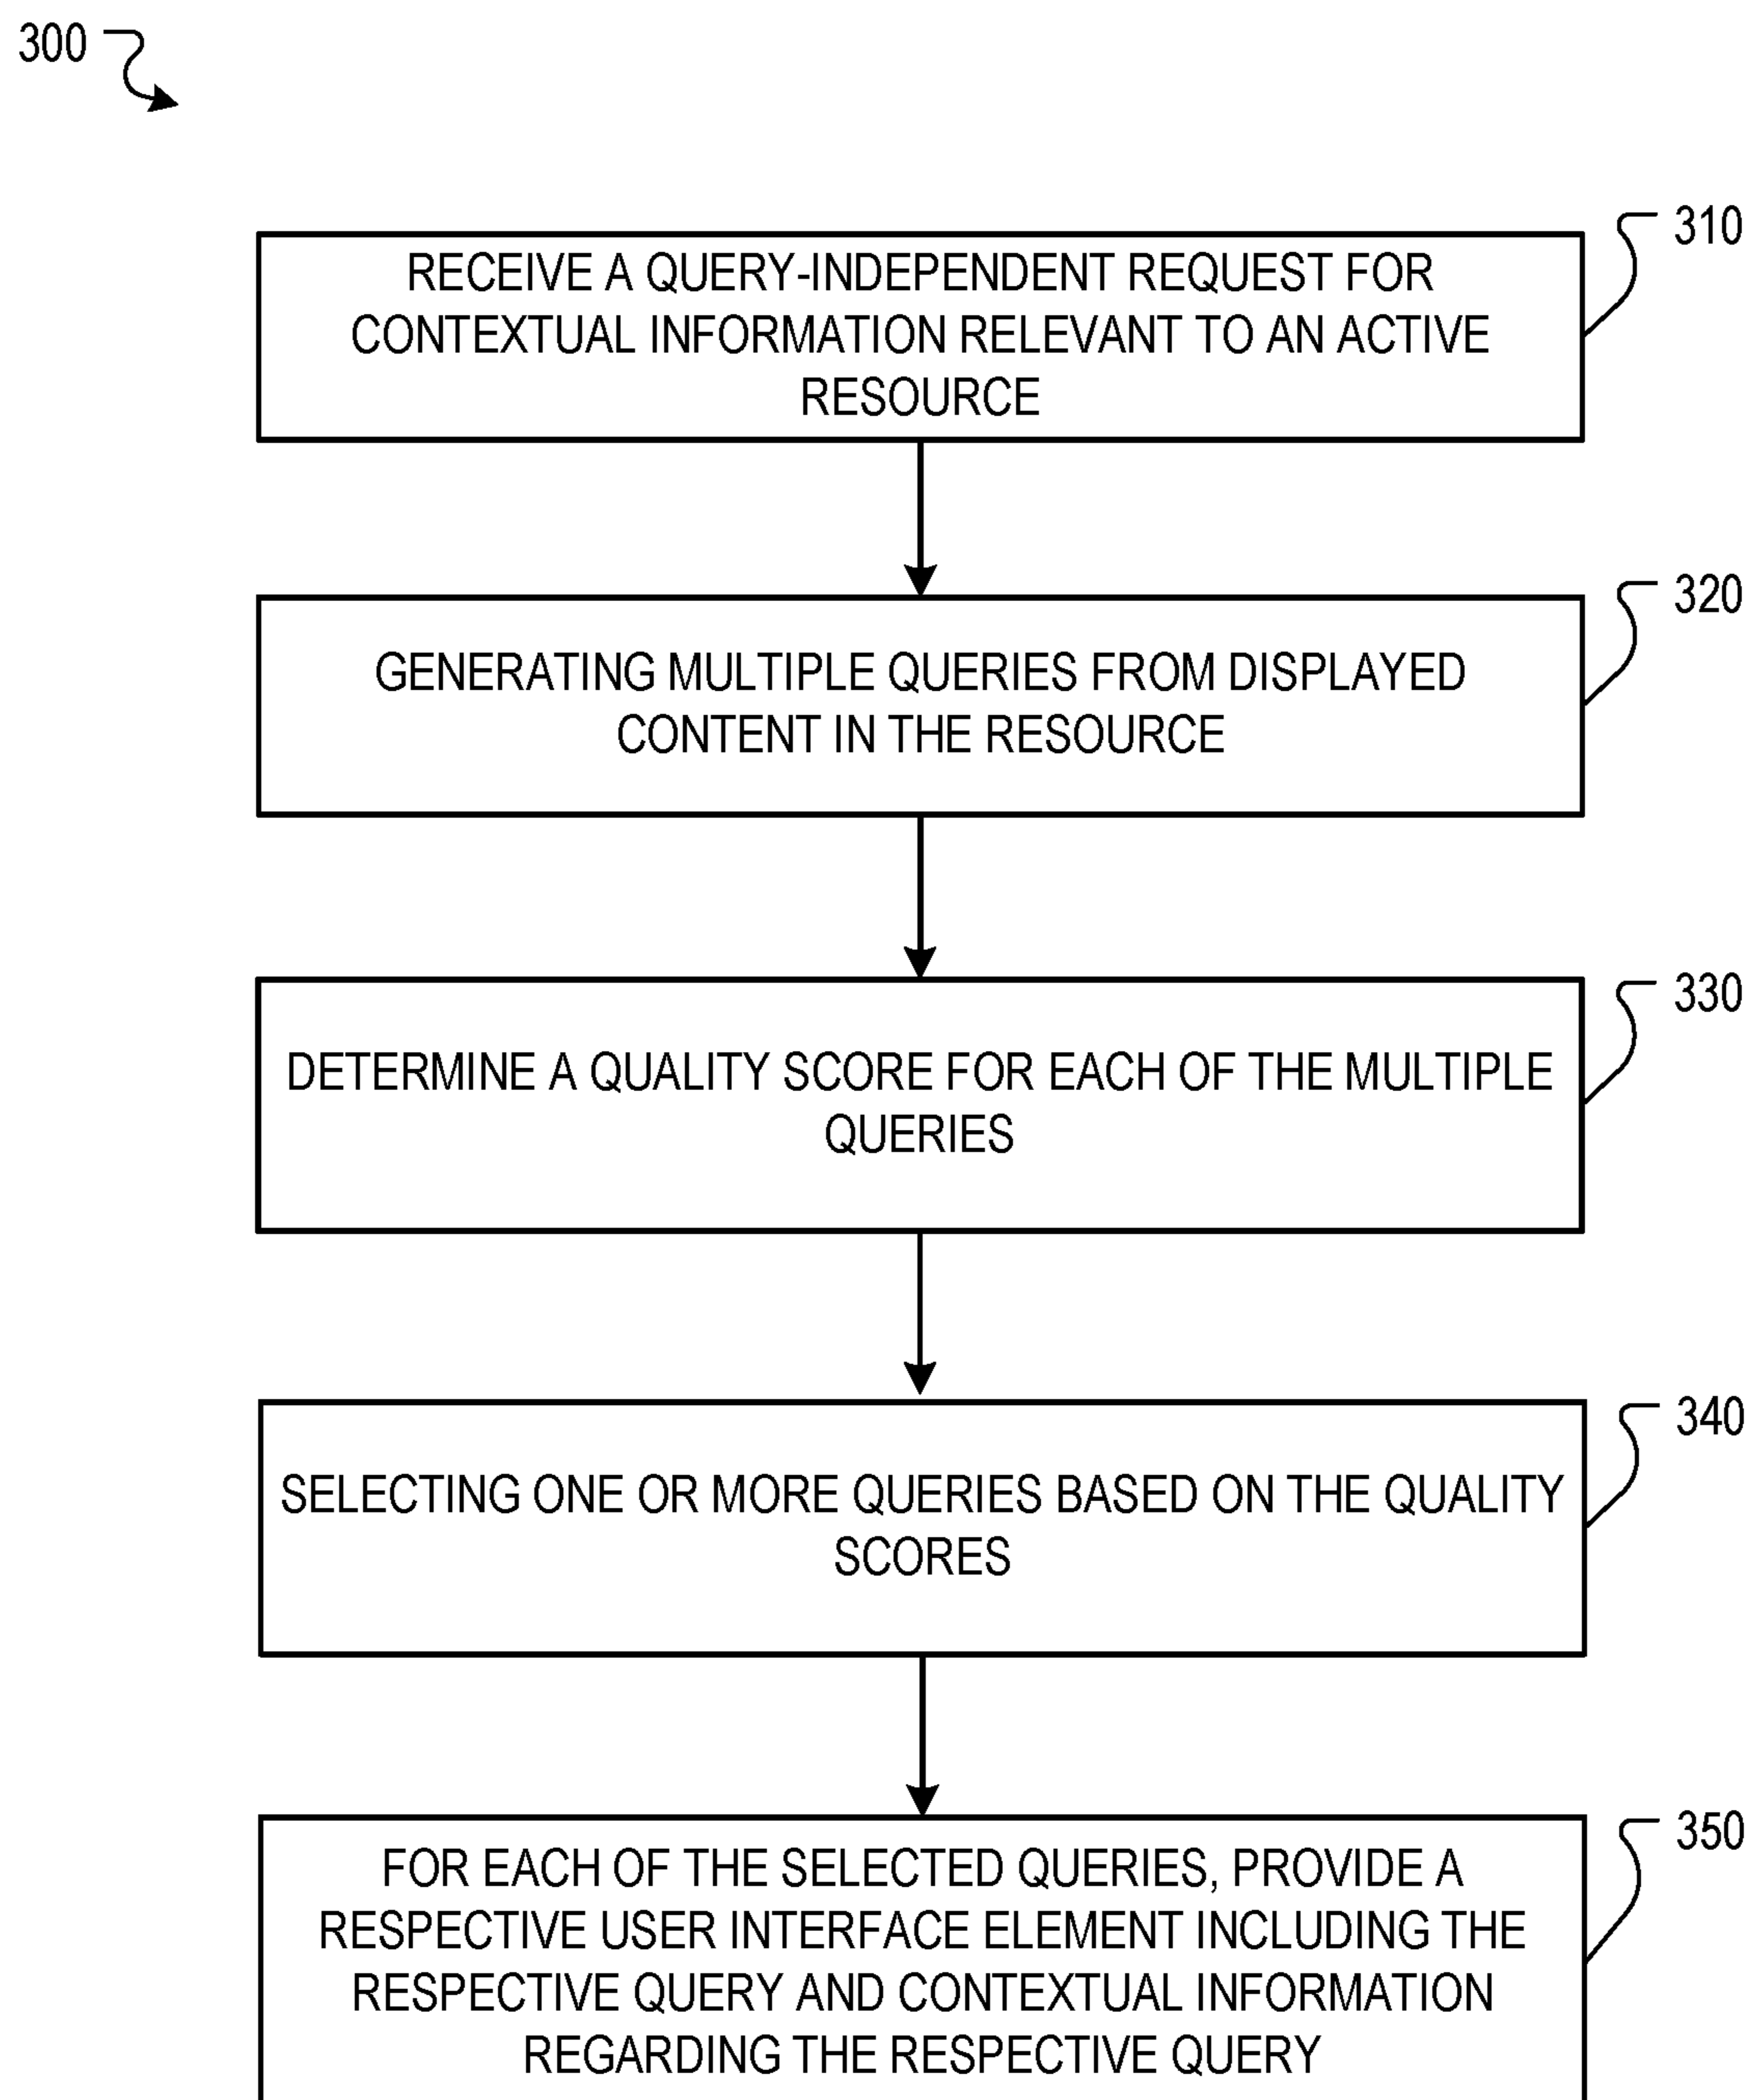 300
310
RECEIVE A QUERY-INDEPENDENT REQUEST FOR
CONTEXTUAL INFORMATION RELEVANT TO AN ACTIVE
RESOURCE
320
GENERATING MULTIPLE QUERIES FROM DISPLAYED
CONTENT IN THE RESOURCE
330
DETERMINE A QUALITY SCORE FOR EACH OF THE MULTIPLE
QUERIES
340
SELECTING ONE OR MORE QUERIES BASED ON THE QUALITY
SCORES
350
FOR EACH OF THE SELECTED QUERIES, PROVIDE A
RESPECTIVE USER INTERFACE ELEMENT INCLUDING THE
RESPECTIVE QUERY AND CONTEXTUAL INFORMATION
REGARDING THE RESPECTIVE QUERY